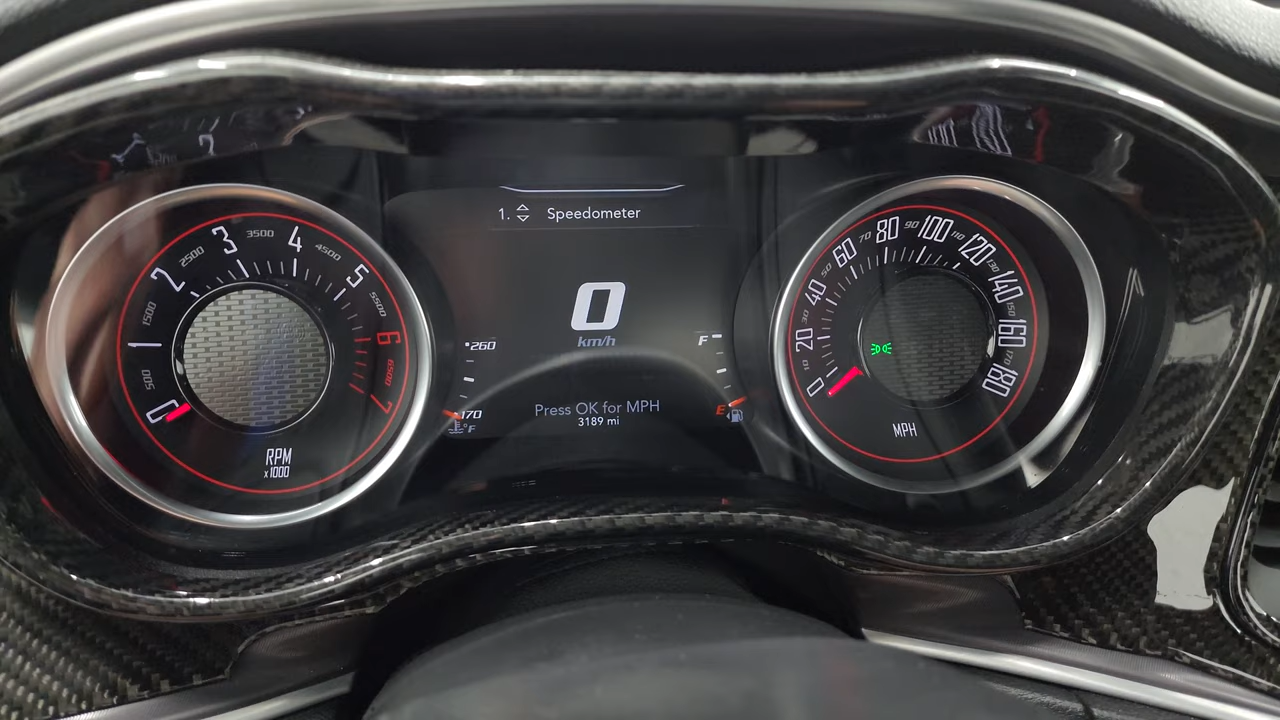 0 500 1 1500 2 2500 3 3500 4 4500 5 5500 6 6500 7
RPM
x1000
1. Speedometer
0
km/h
260
170
°F
F
E
Press OK for MPH
3189 mi
0 10 20 30 40 50 60 70 80 90 100 110 120 130 140 150 160 170 180
MPH